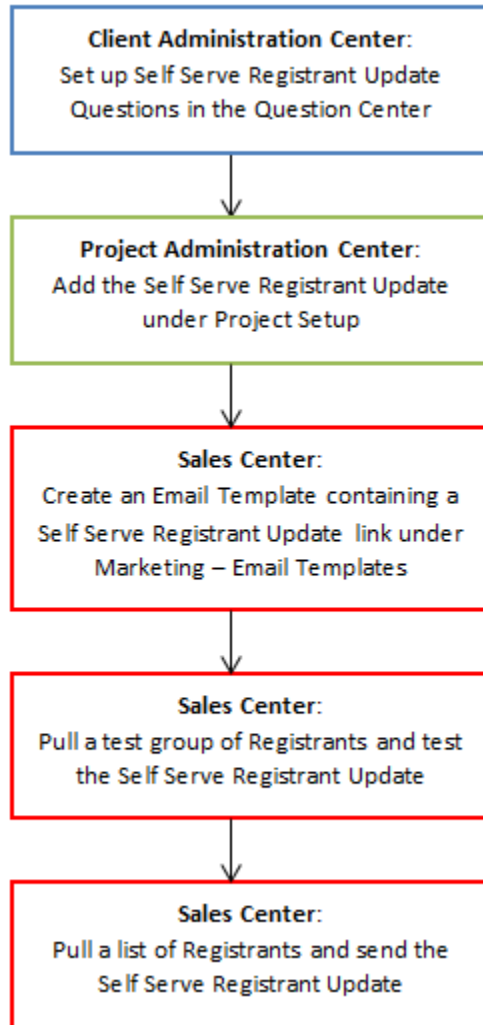 Client Administration Center:
Set up Self Serve Registrant Update
Questions in the Question Center
Project Administration Center:
Add the Self Serve Registrant Update
under Project Setup
Sales Center:
Create an Email Template containing a
Self Serve Registrant Update link under
Marketing – Email Templates
Sales Center:
Pull a test group of Registrants and test
the Self Serve Registrant Update
Sales Center:
Pull a list of Registrants and send the
Self Serve Registrant Update